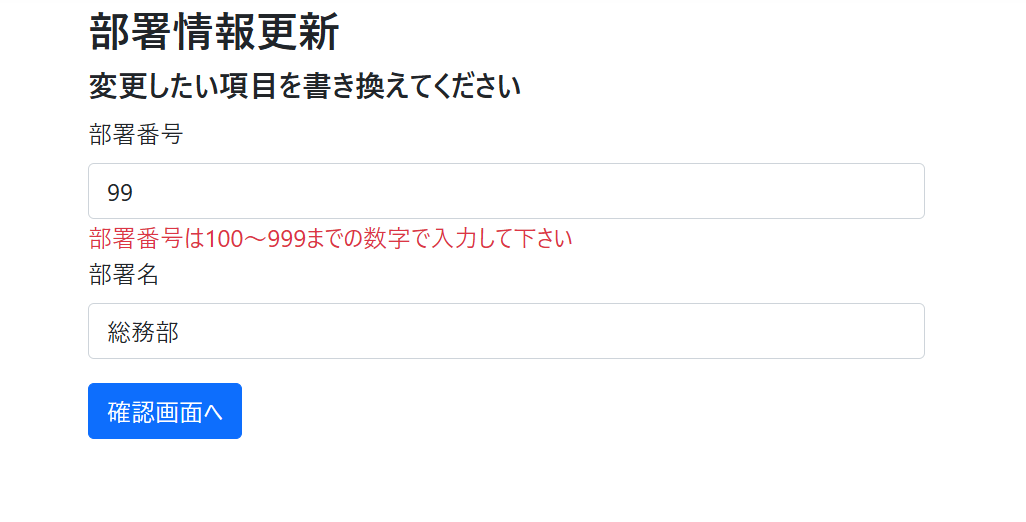 部署情報更新
変更したい項目を書き換えてください
部署番号
99
部署番号は100～999までの数字で入力して下さい
部署名
総務部
確認画面へ